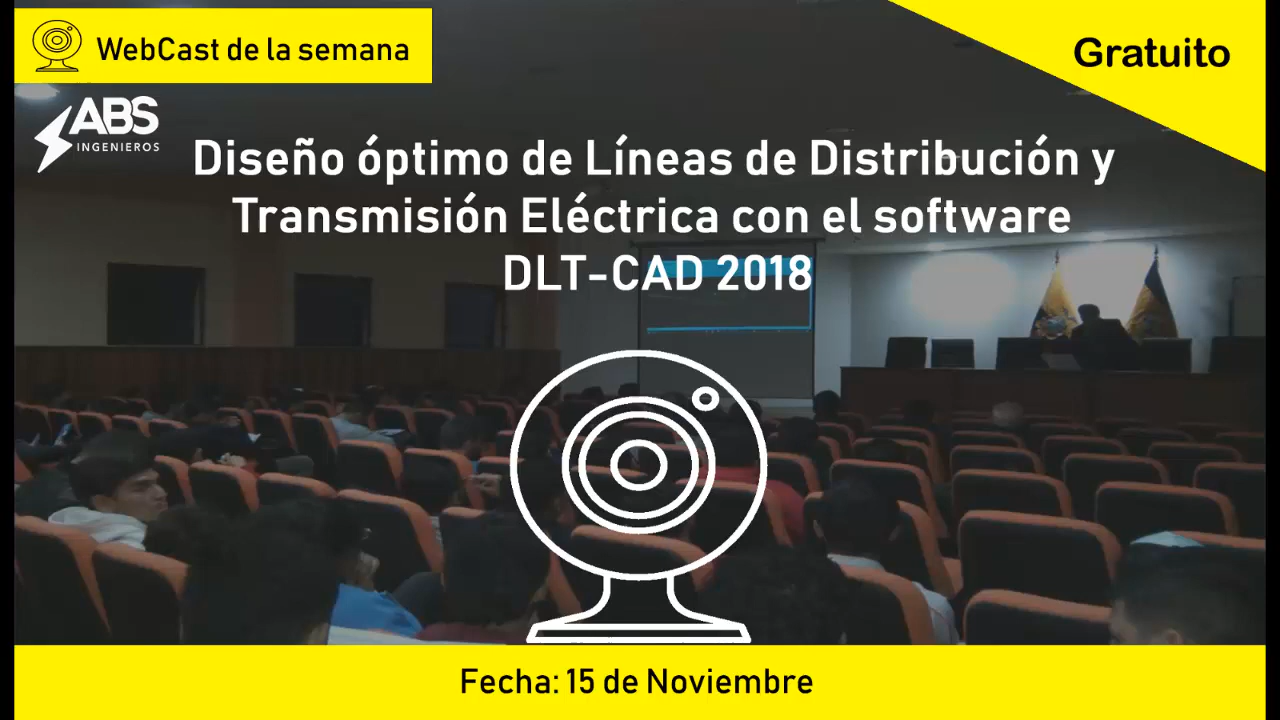 WebCast de la semana
Gratuito
ABS
INGENIEROS
Diseño óptimo de Líneas de Distribución y
Transmisión Eléctrica con el software
DLT-CAD 2018
Fecha: 15 de Noviembre